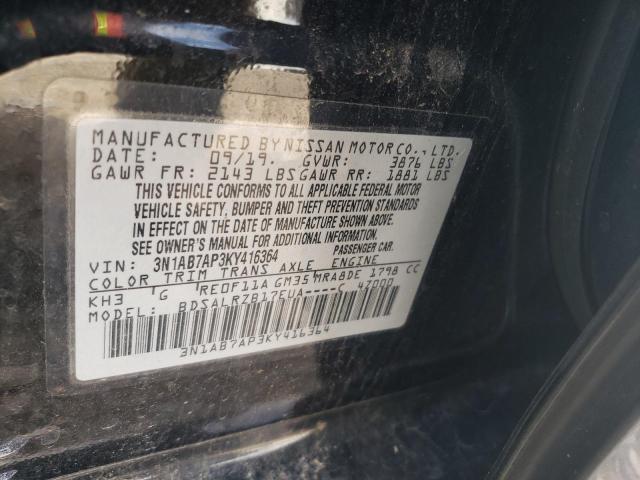 MANUFACTURED BY NISSAN MOTOR CO., LTD.
DATE: 09/19. GVWR: 3876 LBS
GAWR FR: 2143 LBS GAWR RR: 1881 LBS
THIS VEHICLE CONFORMS TO ALL APPLICABLE FEDERAL MOTOR
VEHICLE SAFETY, BUMPER AND THEFT PREVENTION STANDARDS
IN EFFECT ON THE DATE OF MANUFACTURE SHOWN ABOVE.
SEE OWNER'S MANUAL FOR ADDITIONAL INFORMATION.
VIN: 3N1AB7AP3KY416364 PASSENGER CAR
COLOR TRIM TRANS AXLE ENGINE
KH3 G RE0F11A GM35 MRA8DE 1798 CC
MODEL: BDSALRZB17EUA----C 4Z000
3N1AB7AP3KY416364